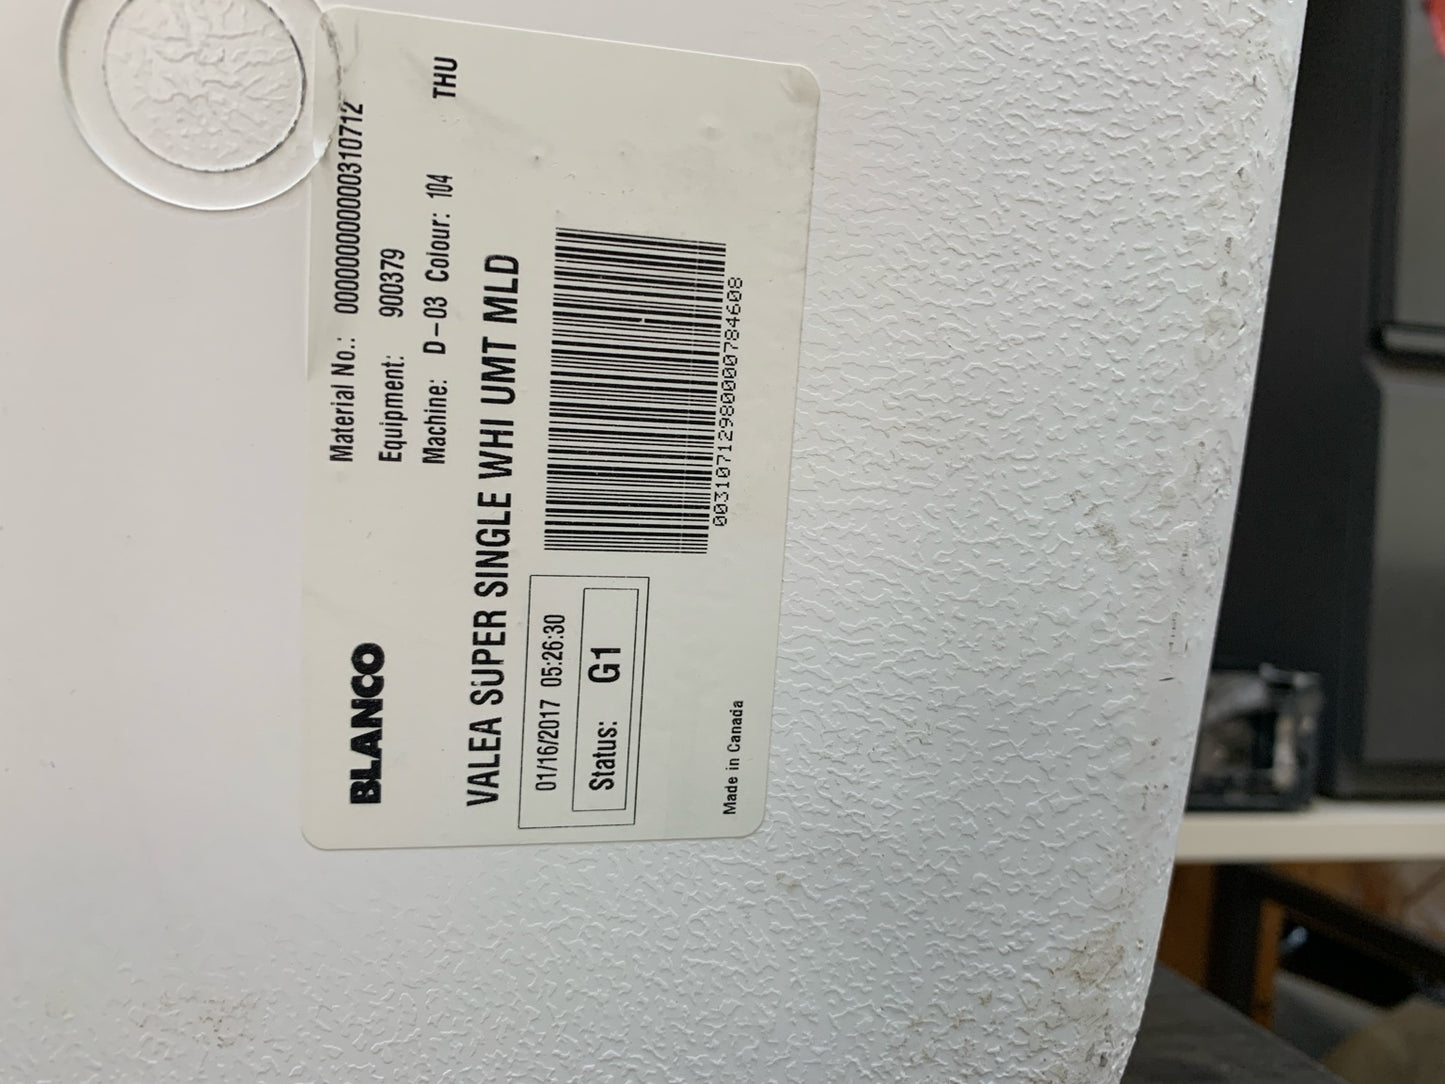 BLANCO
Material No.: 000000000000310712
Equipment: 900379
Machine: D-03 Colour: 104 THU
VALEA SUPER SINGLE WHI UMT MLD
01/16/2017 05:26:30
Status: G1
00310712980000784608
Made in Canada